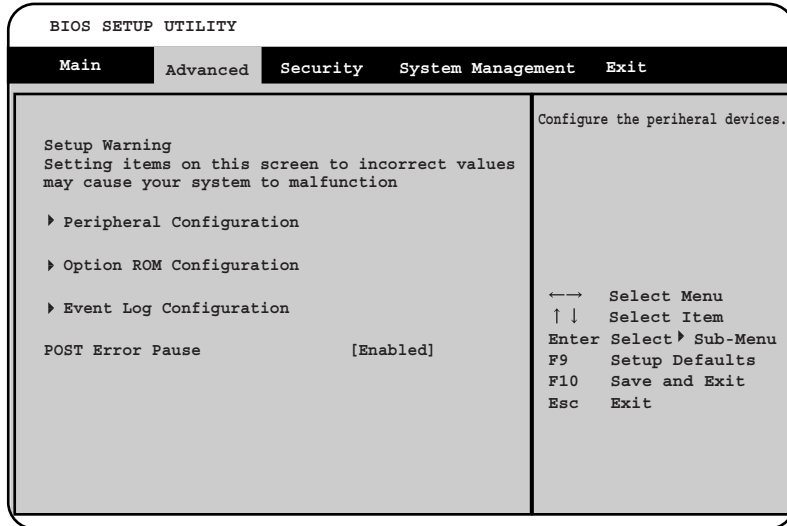 BIOS SETUP UTILITY
Main Advanced Security System Management Exit
Setup Warning
Setting items on this screen to incorrect values
may cause your system to malfunction
Peripheral Configuration
Option ROM Configuration
Event Log Configuration
POST Error Pause [Enabled]
Configure the periheral devices.
←→ Select Menu
↑↓ Select Item
Enter Select Sub-Menu
F9 Setup Defaults
F10 Save and Exit
Esc Exit